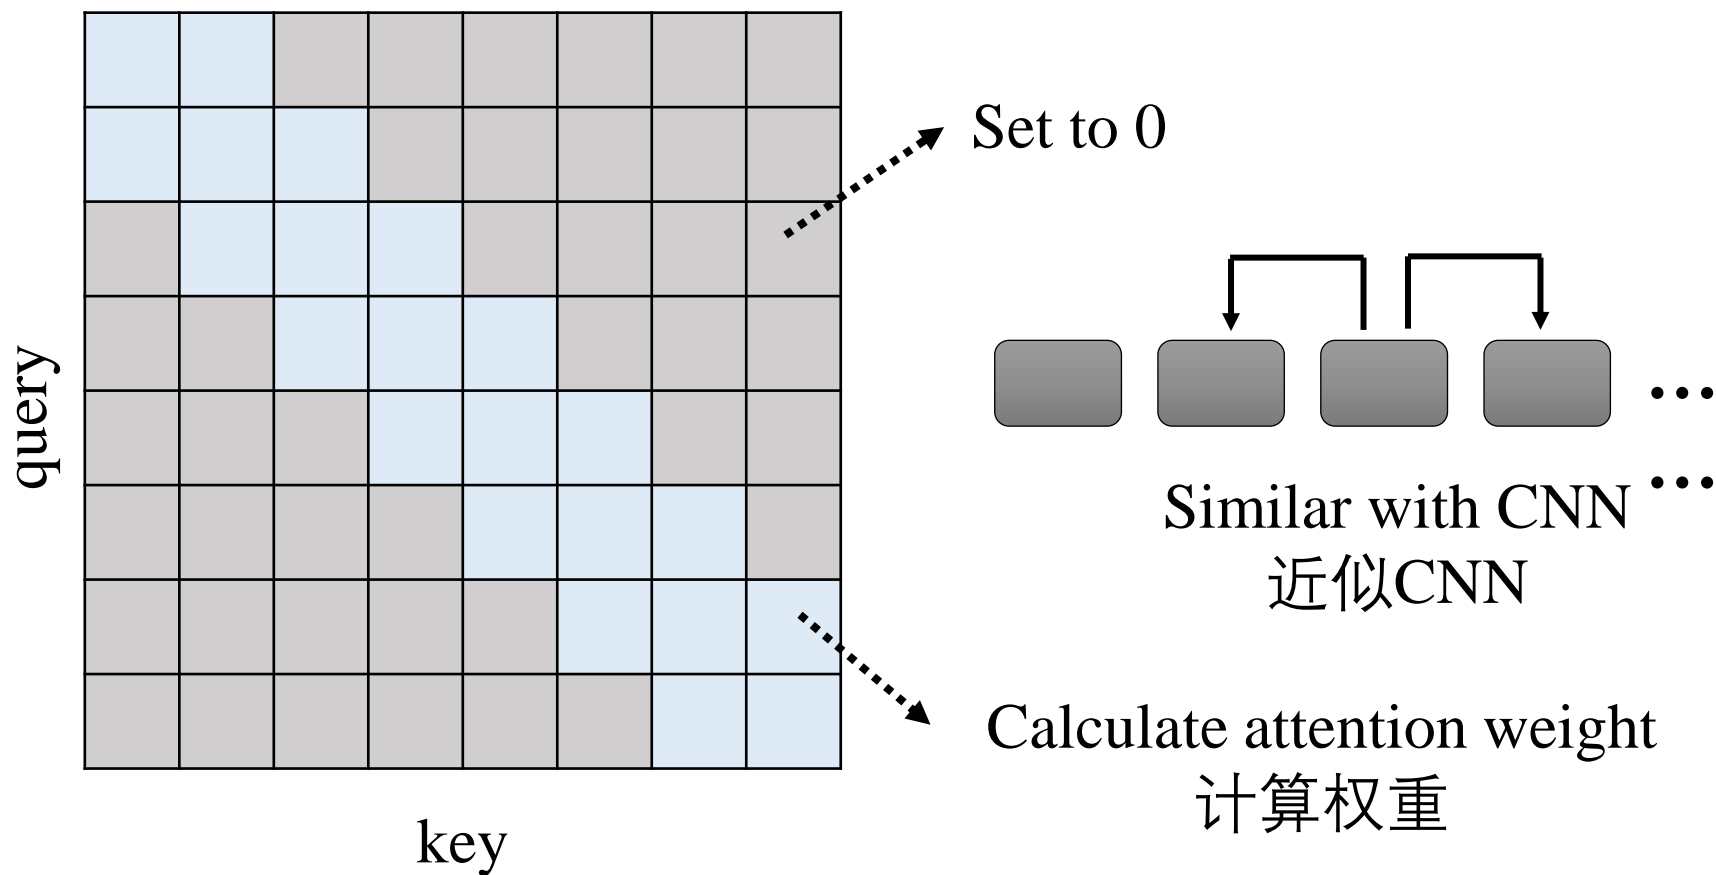 Set to 0
query
...
Similar with CNN
...
近似CNN
Calculate attention weight
计算权重
key